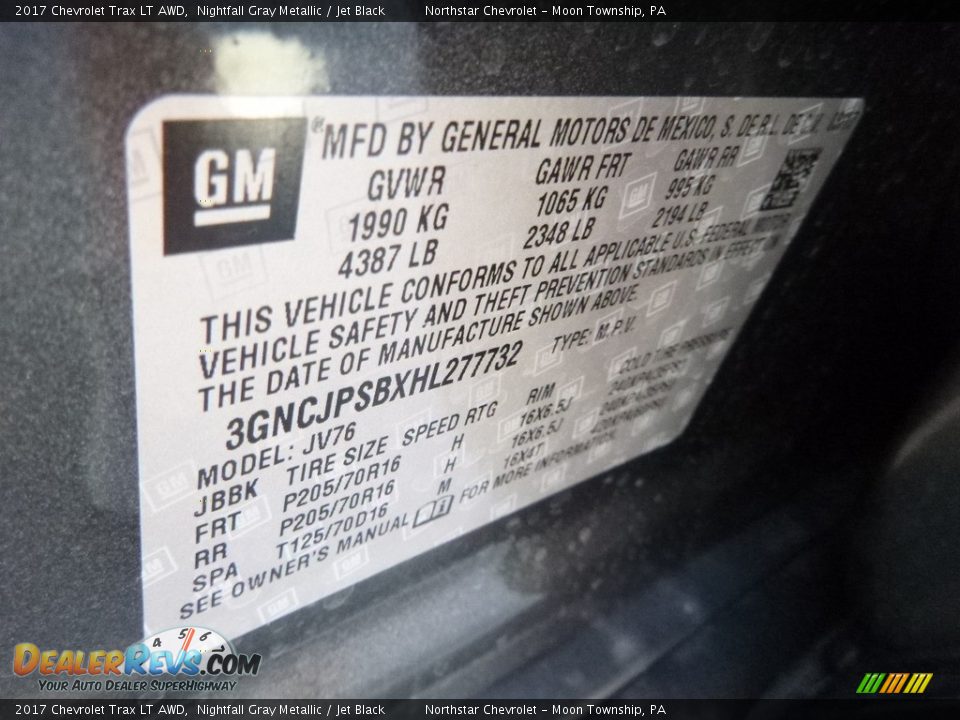 2017 Chevrolet Trax LT AWD, Nightfall Gray Metallic / Jet Black Northstar Chevrolet - Moon Township, PA
GM
® MFD BY GENERAL MOTORS DE MEXICO, S. DE R.L. DE C.V.
GVWR GAWR FRT GAWR RR
1990 KG 1065 KG 995 KG
4387 LB 2348 LB 2194 LB
THIS VEHICLE CONFORMS TO ALL APPLICABLE U.S. FEDERAL MOTOR
VEHICLE SAFETY AND THEFT PREVENTION STANDARDS IN EFFECT ON
THE DATE OF MANUFACTURE SHOWN ABOVE.
3GNCJPSBXHL277732 TYPE: M.P.V.
MODEL: JV76
JBBK TIRE SIZE SPEED RTG RIM COLD TIRE PRESSURE
FRT P205/70R16 H 16X6.5J
RR P205/70R16 H 16X6.5J
SPA T125/70D16 M 16X4T
SEE OWNER'S MANUAL FOR MORE INFORMATION.
4 5 6
DealerRevs.com
Your Auto Dealer SuperHighway
2017 Chevrolet Trax LT AWD, Nightfall Gray Metallic / Jet Black Northstar Chevrolet - Moon Township, PA